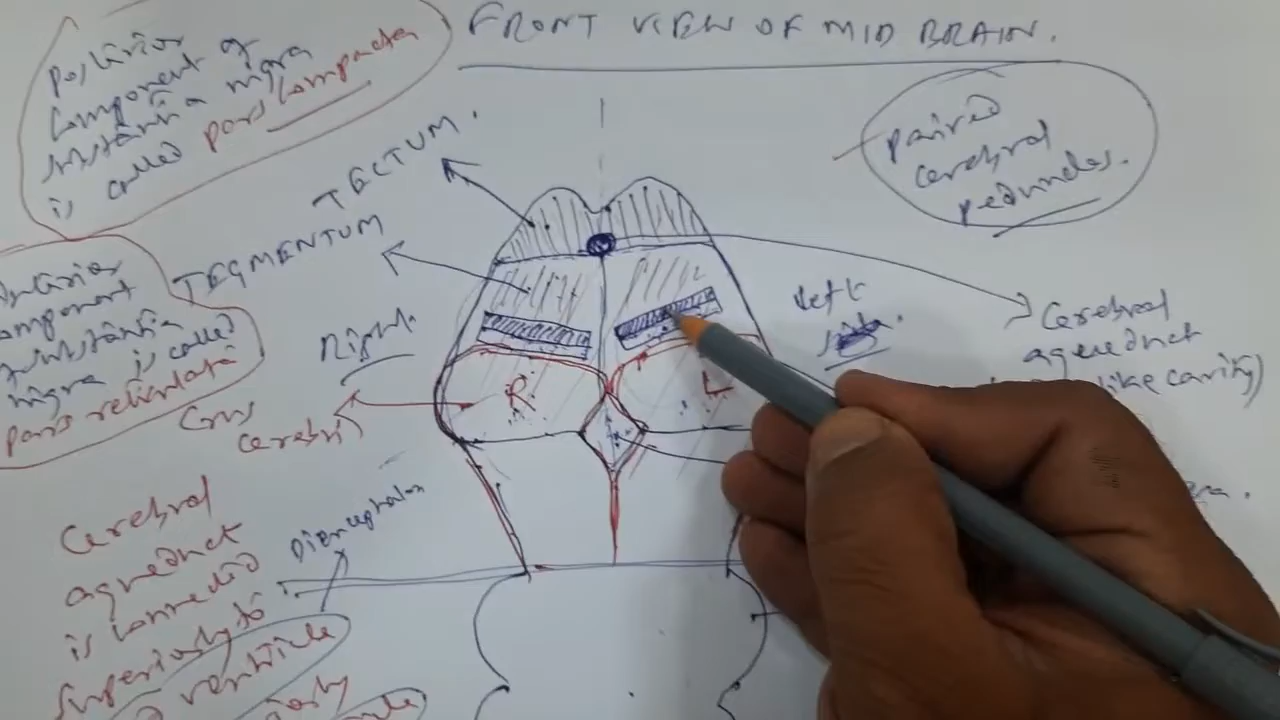 FRONT VIEW OF MID BRAIN.
posterior
component of
substantia nigra
is called pars compacta
paired
cerebral
peduncles.
TECTUM.
TEGMENTUM
component
substantia
nigra is called
pars reticulata
Right.
left
Cerebral
aqueduct
like cavity)
R
L
Crus
Cerebri
Diencephalon
Cerebral
aqueduct
is connected
superiorly to
ventricle